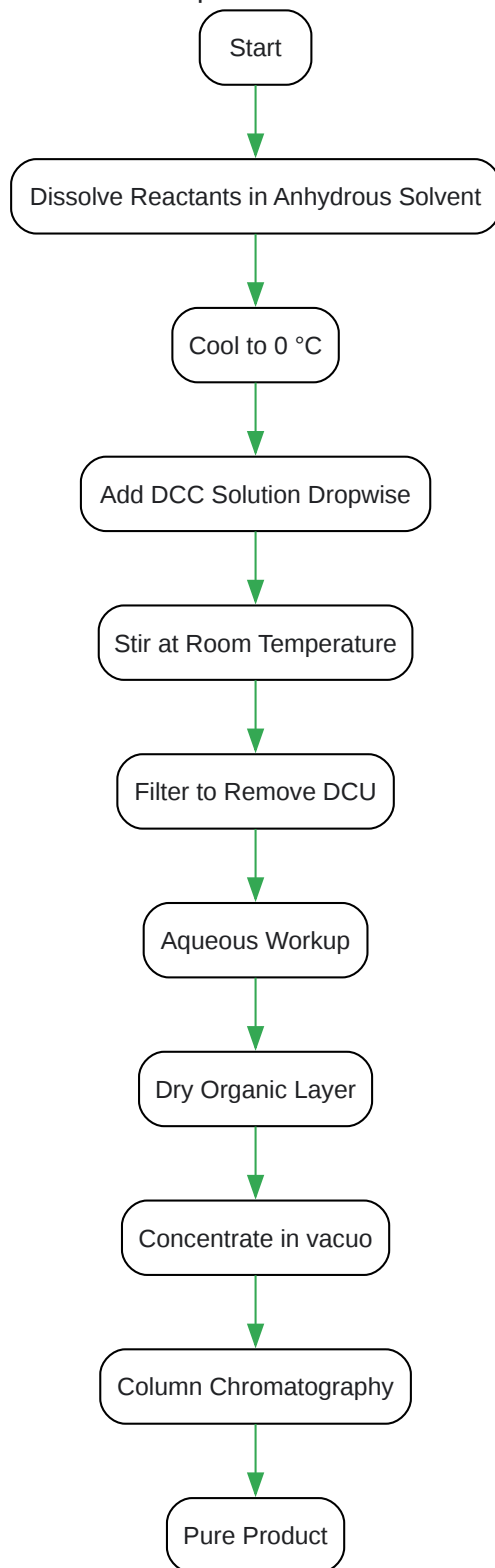 Start
Dissolve Reactants in Anhydrous Solvent
Cool to 0 °C
Add DCC Solution Dropwise
Stir at Room Temperature
Filter to Remove DCU
Aqueous Workup
Dry Organic Layer
Concentrate in vacuo
Column Chromatography
Pure Product